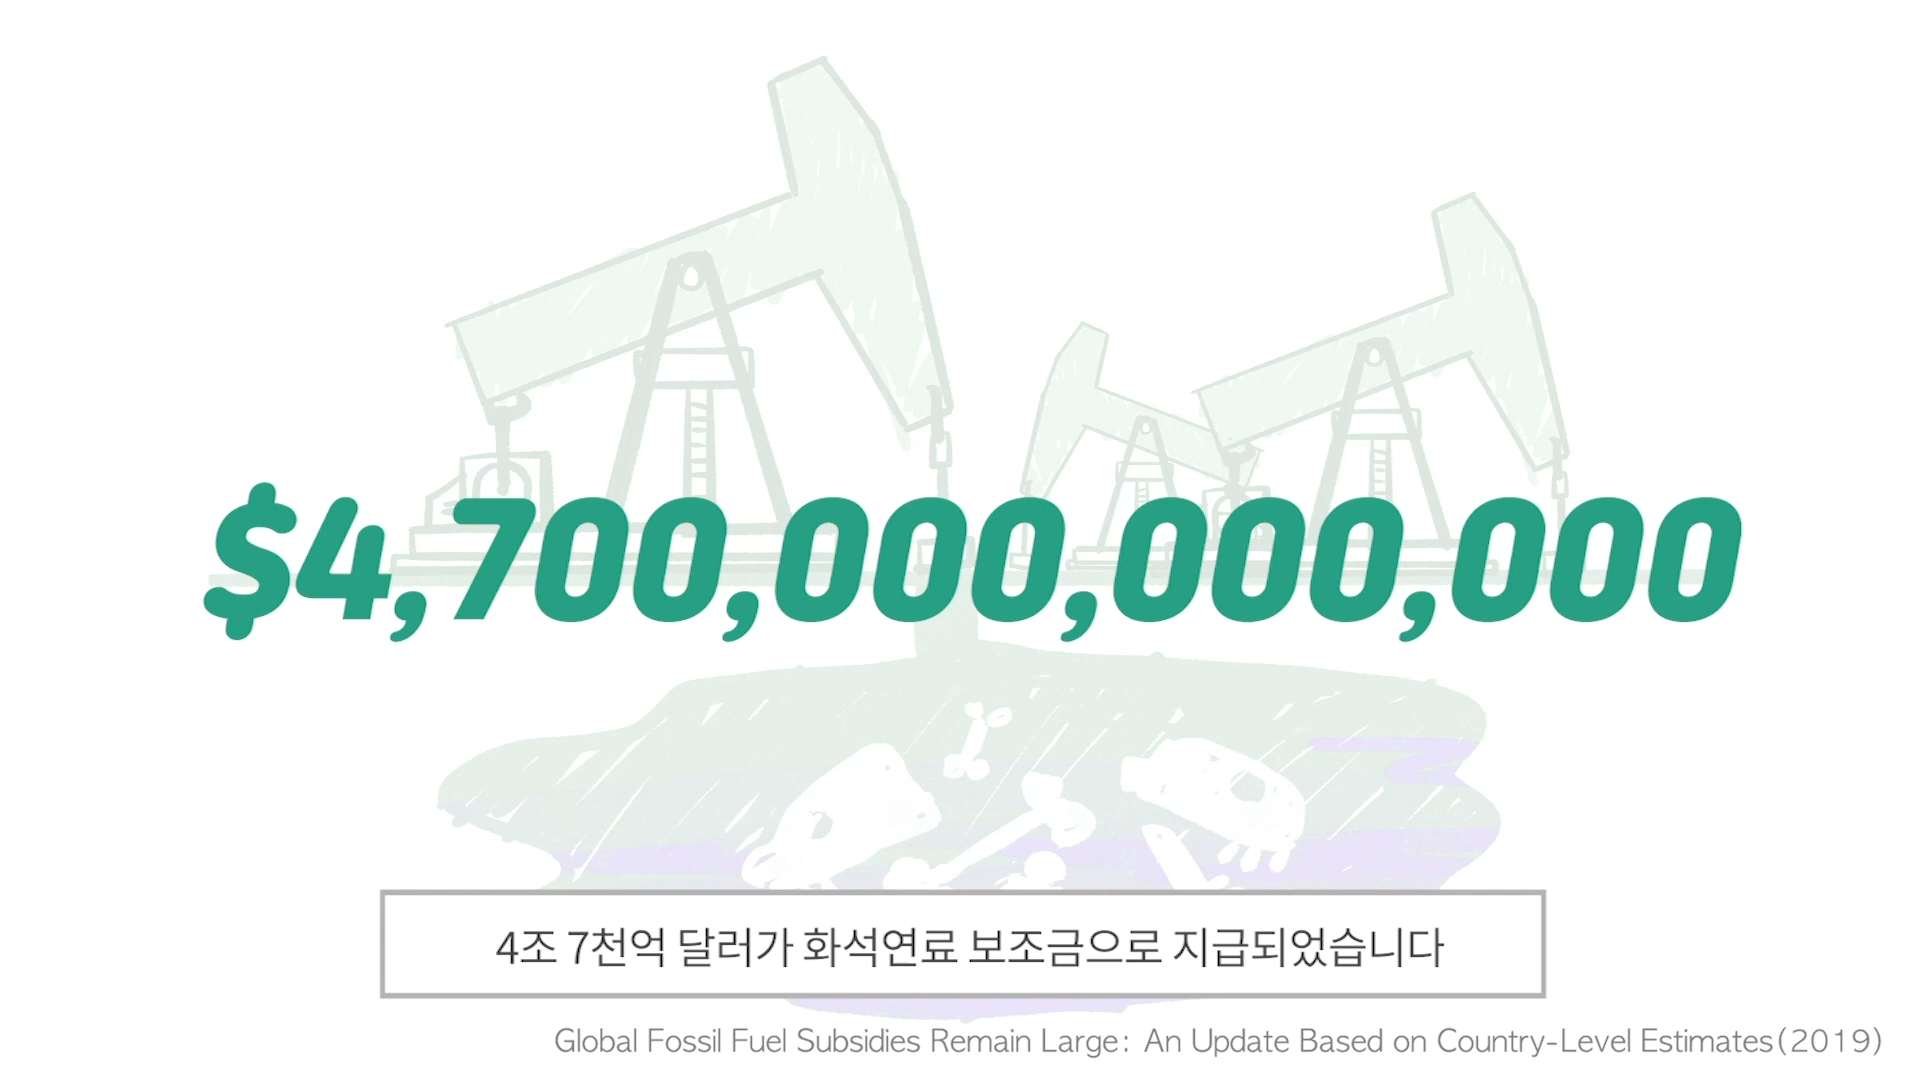 $4,700,000,000,000
4조 7천억 달러가 화석연료 보조금으로 지급되었습니다
Global Fossil Fuel Subsidies Remain Large: An Update Based on Country-Level Estimates(2019)